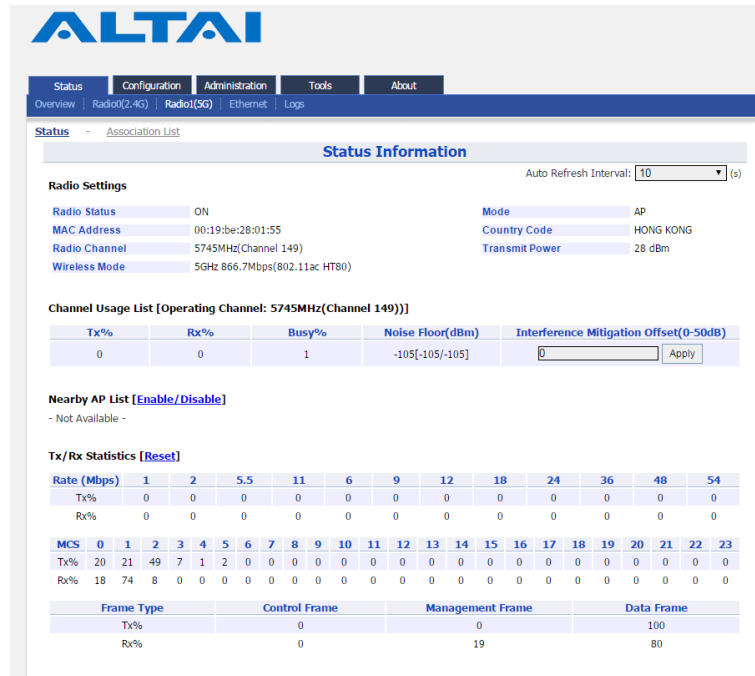 ALTAI
Status Configuration Administration Tools About
Overview Radio0(2.4G) Radio1(5G) Ethernet Logs
Status - Association List
Status Information
Auto Refresh Interval: 10 (s)
Radio Settings
Radio Status ON Mode AP
MAC Address 00:19:be:28:01:55 Country Code HONG KONG
Radio Channel 5745MHz(Channel 149) Transmit Power 28 dBm
Wireless Mode 5GHz 866.7Mbps(802.11ac HT80)
Channel Usage List [Operating Channel: 5745MHz(Channel 149))]
Tx% Rx% Busy% Noise Floor(dBm) Interference Mitigation Offset(0-50dB)
0 0 1 -105[-105/-105] 0 Apply
Nearby AP List [Enable/Disable]
- Not Available -
Tx/Rx Statistics [Reset]
Rate (Mbps) 1 2 5.5 11 6 9 12 18 24 36 48 54
Tx% 0 0 0 0 0 0 0 0 0 0 0 0
Rx% 0 0 0 0 0 0 0 0 0 0 0 0
MCS 0 1 2 3 4 5 6 7 8 9 10 11 12 13 14 15 16 17 18 19 20 21 22 23
Tx% 20 21 49 7 1 2 0 0 0 0 0 0 0 0 0 0 0 0 0 0 0 0 0 0
Rx% 18 74 8 0 0 0 0 0 0 0 0 0 0 0 0 0 0 0 0 0 0 0 0 0
Frame Type Control Frame Management Frame Data Frame
Tx% 0 0 100
Rx% 0 19 80